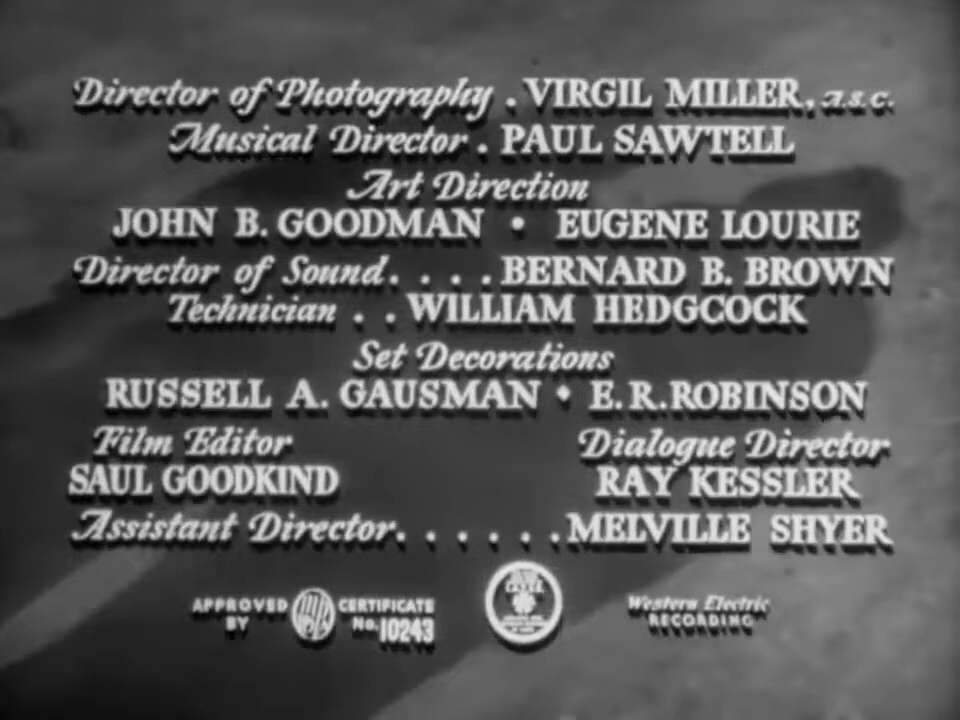 Director of Photography . VIRGIL MILLER, A.S.C.
Musical Director . PAUL SAWTELL
Art Direction
JOHN B. GOODMAN • EUGENE LOURIE
Director of Sound . . . . BERNARD B. BROWN
Technician . . WILLIAM HEDGCOCK
Set Decorations
RUSSELL A. GAUSMAN • E.R. ROBINSON
Film Editor Dialogue Director
SAUL GOODKIND RAY KESSLER
Assistant Director . . . . . . MELVILLE SHYER
APPROVED BY CERTIFICATE No. 10243
Western Electric
RECORDING